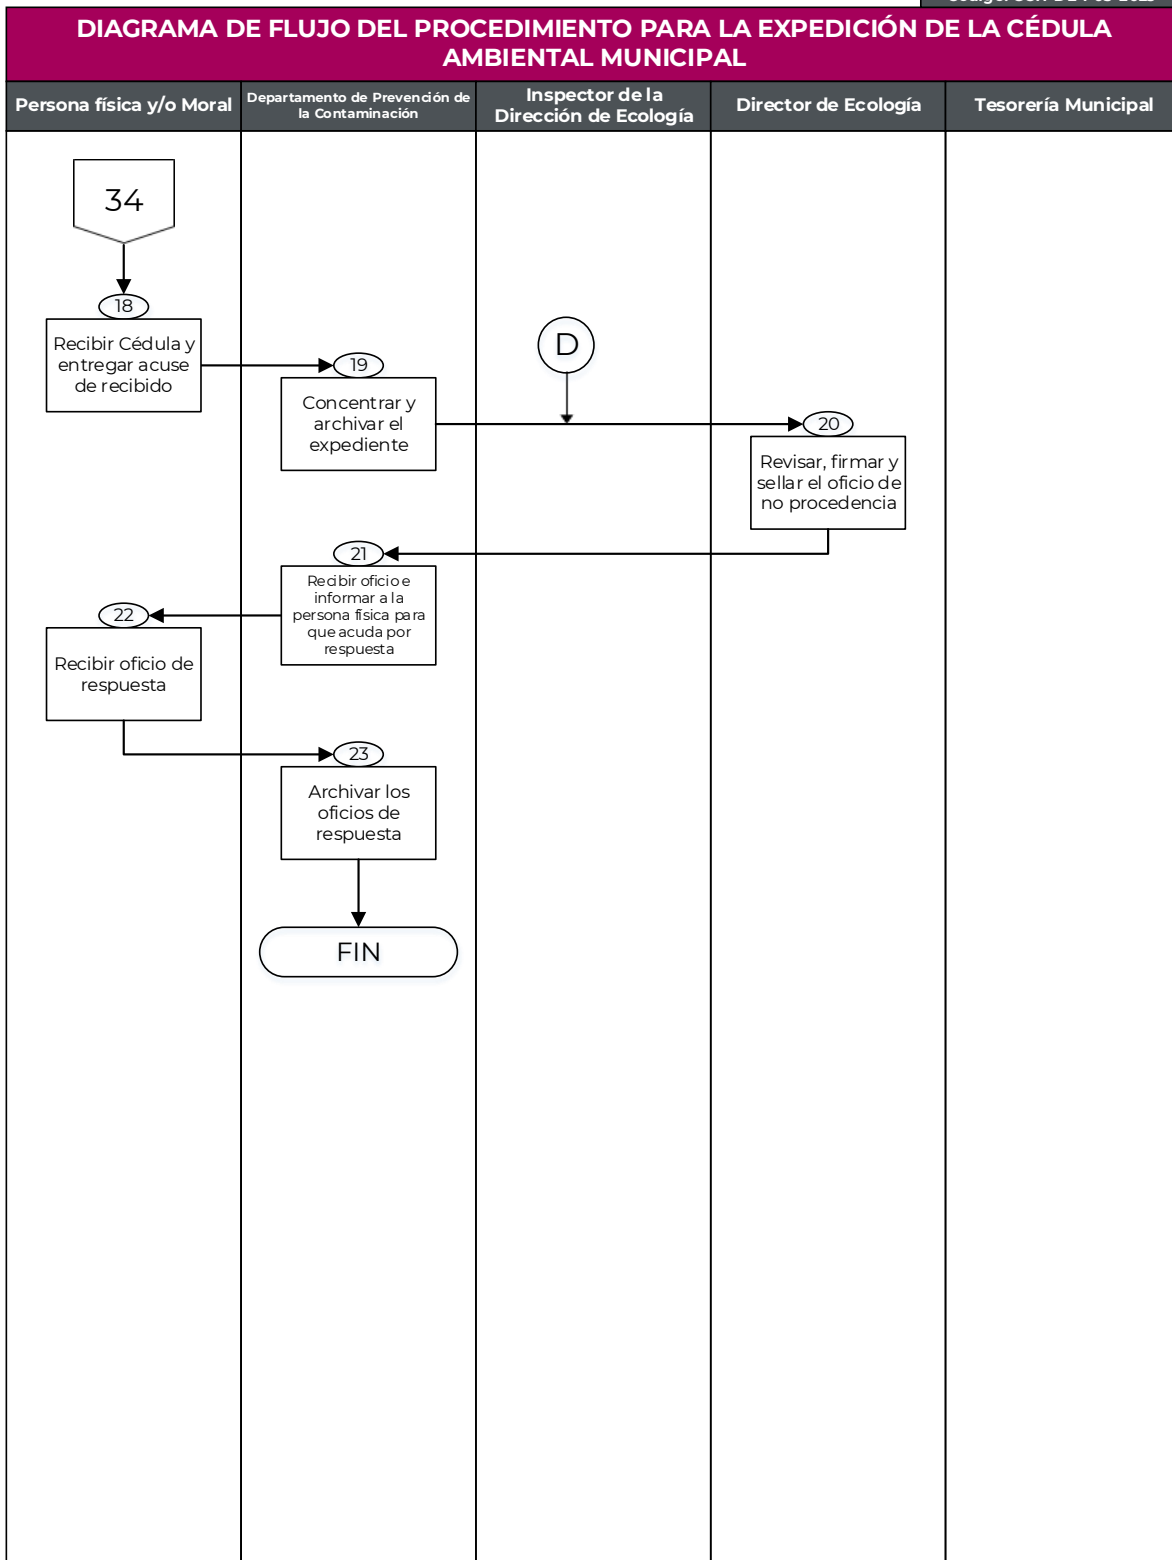 DIAGRAMA DE FLUJO DEL PROCEDIMIENTO PARA LA EXPEDICIÓN DE LA CÉDULA
AMBIENTAL MUNICIPAL
Persona física y/o Moral
Departamento de Prevención de
la Contaminación
Inspector de la
Dirección de Ecología
Director de Ecología
Tesorería Municipal
34
18
Recibir Cédula y
entregar acuse
de recibido
19
Concentrar y
archivar el
expediente
D
20
Revisar, firmar y
sellar el oficio de
no procedencia
21
Recibir oficio e
informar a la
persona física para
que acuda por
respuesta
22
Recibir oficio de
respuesta
23
Archivar los
oficios de
respuesta
FIN